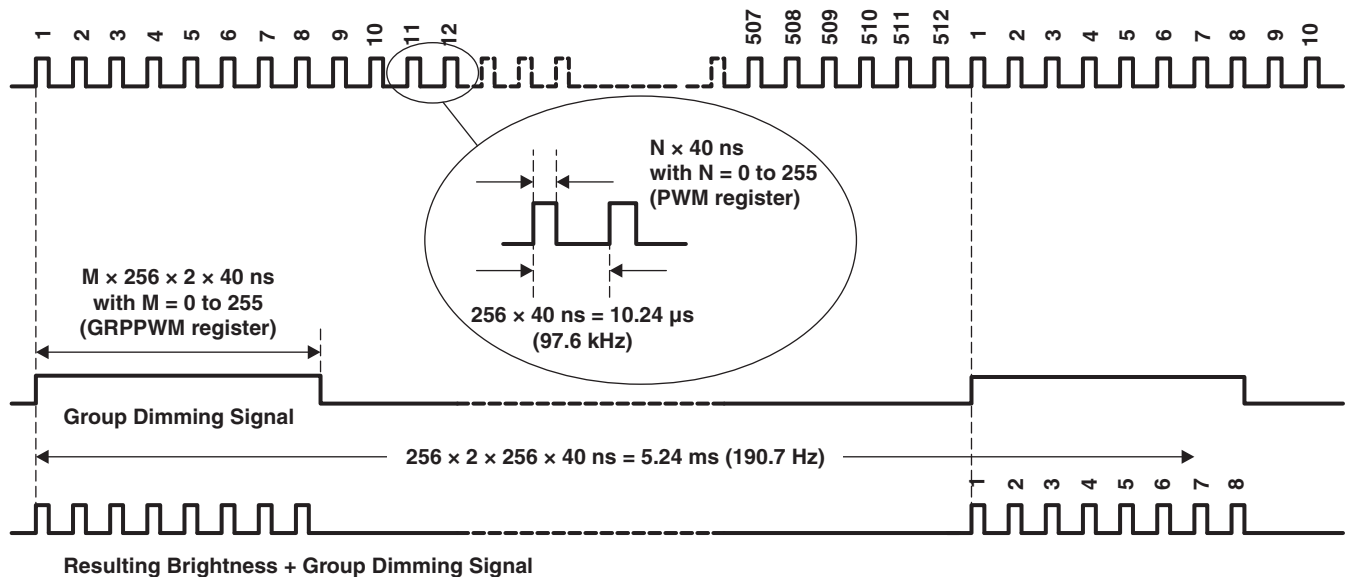 1 2 3 4 5 6 7 8 9 10 11 12 507 508 509 510 511 512 1 2 3 4 5 6 7 8 9 10
N × 40 ns
with N = 0 to 255
(PWM register)
M × 256 × 2 × 40 ns
with M = 0 to 255
(GRPPWM register)
256 × 40 ns = 10.24 µs
(97.6 kHz)
Group Dimming Signal
256 × 2 × 256 × 40 ns = 5.24 ms (190.7 Hz)
1 2 3 4 5 6 7 8
Resulting Brightness + Group Dimming Signal